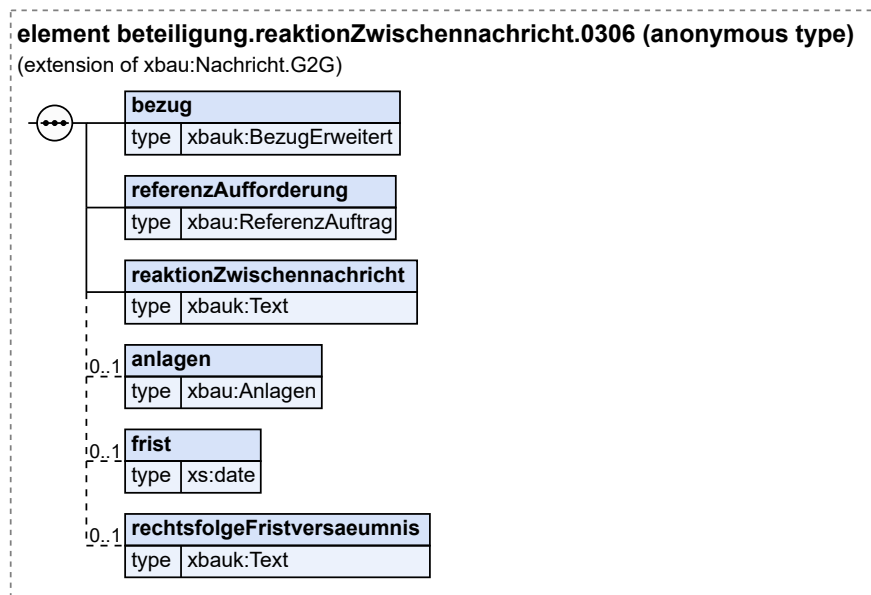 element beteiligung.reaktionZwischennachricht.0306 (anonymous type)
(extension of xbau:Nachricht.G2G)
bezug
type xbauk:BezugErweitert
referenzAufforderung
type xbau:ReferenzAuftrag
reaktionZwischennachricht
type xbauk:Text
0..1 anlagen
type xbau:Anlagen
0..1 frist
type xs:date
0..1 rechtsfolgeFristversaeumnis
type xbauk:Text